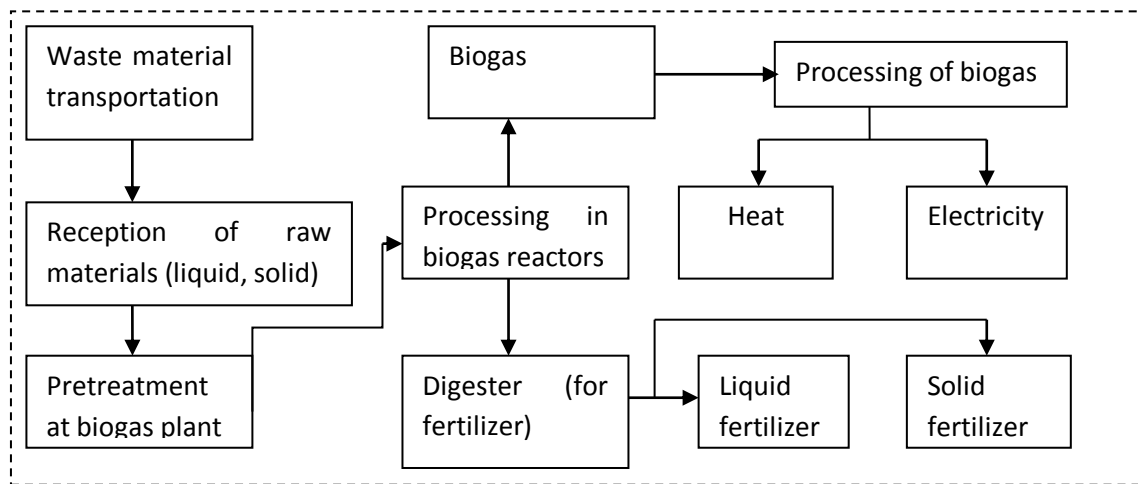 Waste material
transportation
Reception of raw
materials (liquid, solid)
Pretreatment
at biogas plant
Biogas
Processing in
biogas reactors
Digester (for
fertilizer)
Processing of biogas
Heat
Electricity
Liquid
fertilizer
Solid
fertilizer